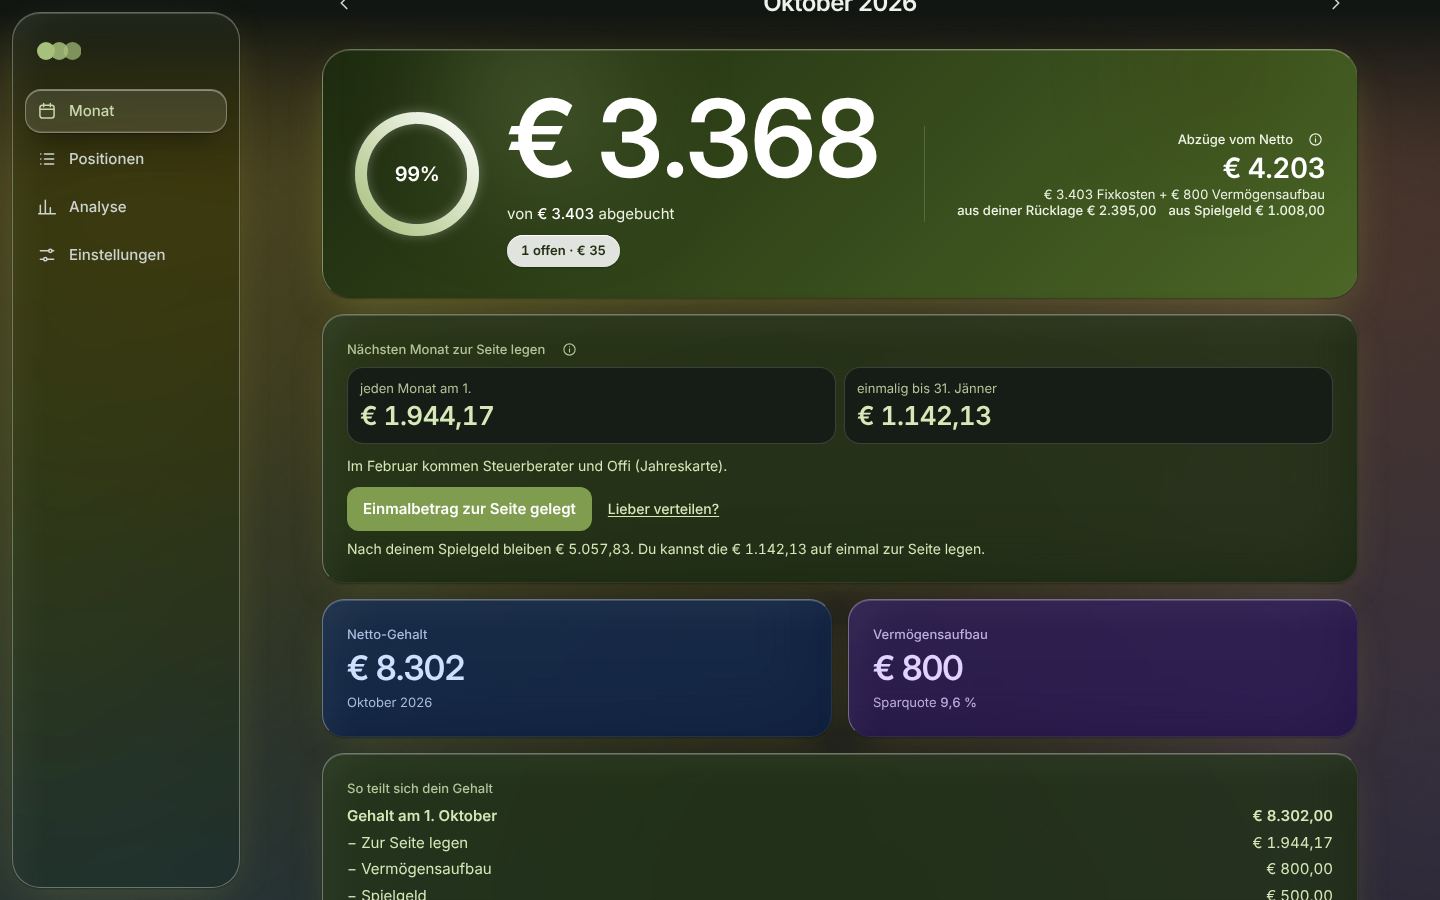 Oktober 2026
Monat
Positionen
Analyse
Einstellungen
99%
€ 3.368
von € 3.403 abgebucht
1 offen · € 35
Abzüge vom Netto
€ 4.203
€ 3.403 Fixkosten + € 800 Vermögensaufbau
aus deiner Rücklage € 2.395,00 aus Spielgeld € 1.008,00
Nächsten Monat zur Seite legen
jeden Monat am 1.
€ 1.944,17
einmalig bis 31. Jänner
€ 1.142,13
Im Februar kommen Steuerberater und Offi (Jahreskarte).
Einmalbetrag zur Seite gelegt
Lieber verteilen?
Nach deinem Spielgeld bleiben € 5.057,83. Du kannst die € 1.142,13 auf einmal zur Seite legen.
Netto-Gehalt
€ 8.302
Oktober 2026
Vermögensaufbau
€ 800
Sparquote 9,6 %
So teilt sich dein Gehalt
Gehalt am 1. Oktober € 8.302,00
– Zur Seite legen € 1.944,17
– Vermögensaufbau € 800,00
– Spielgeld € 500,00